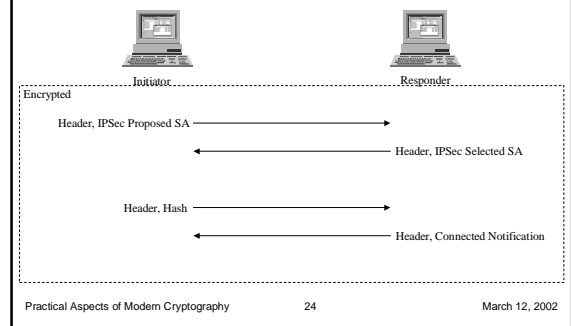 Initiator
Responder
Encrypted
Header, IPSec Proposed SA
Header, IPSec Selected SA
Header, Hash
Header, Connected Notification
Practical Aspects of Modern Cryptography
24
March 12, 2002